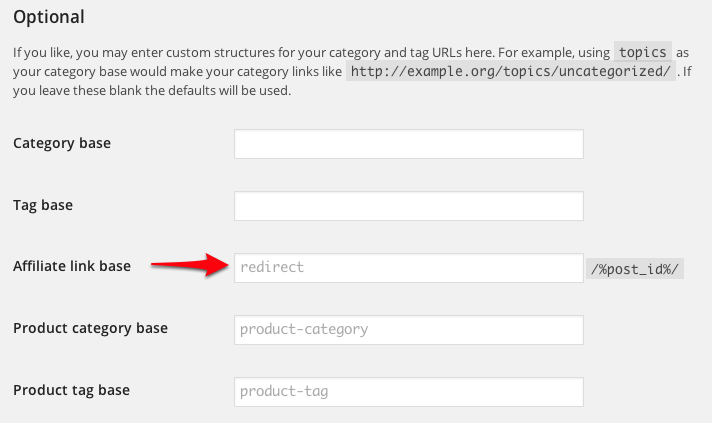 Optional
If you like, you may enter custom structures for your category and tag URLs here. For example, using topics as
your category base would make your category links like http://example.org/topics/uncategorized/ . If
you leave these blank the defaults will be used.
Category base
Tag base
Affiliate link base redirect /%post_id%/
Product category base product-category
Product tag base product-tag